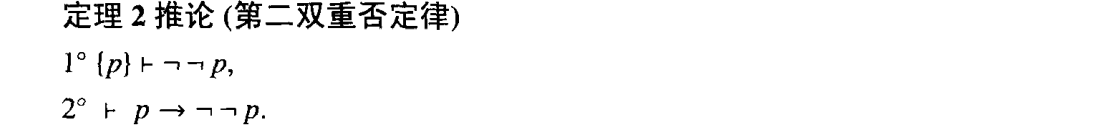 定理 2 推论 (第二双重否定律)
1° {p} ⊢ ¬ ¬ p,
2° ⊢ p → ¬ ¬ p.